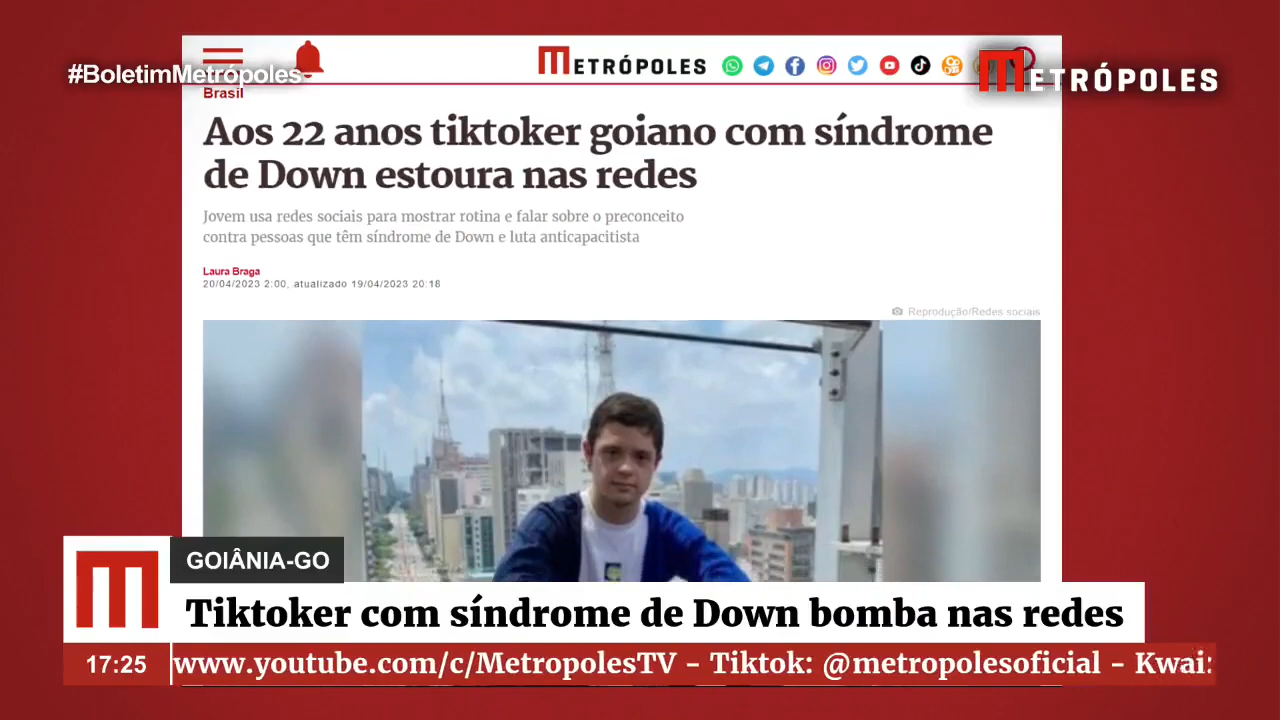 #BoletimMetrópoles
METRÓPOLES
METRÓPOLES
Brasil
Aos 22 anos tiktoker goiano com síndrome
de Down estoura nas redes
Jovem usa redes sociais para mostrar rotina e falar sobre o preconceito
contra pessoas que têm síndrome de Down e luta anticapacitista
Laura Braga
20/04/2023 2:00, atualizado 19/04/2023 20:18
Reprodução/Redes sociais
M
GOIÂNIA-GO
Tiktoker com síndrome de Down bomba nas redes
17:25
www.youtube.com/c/MetropolesTV - Tiktok: @metropolesoficial - Kwai: